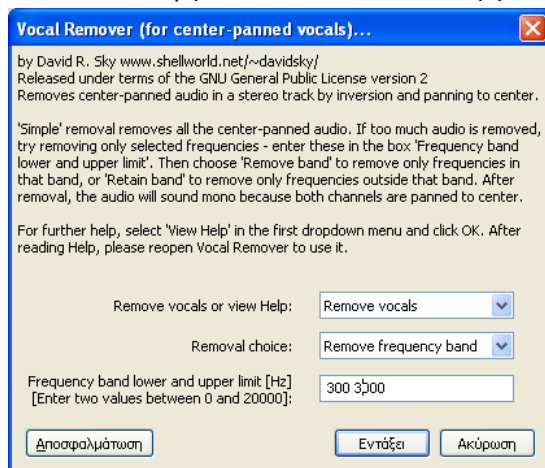 Vocal Remover (for center-panned vocals)...
by David R. Sky www.shellworld.net/~davidsky/
Released under terms of the GNU General Public License version 2
Removes center-panned audio in a stereo track by inversion and panning to center.
'Simple' removal removes all the center-panned audio. If too much audio is removed,
try removing only selected frequencies - enter these in the box 'Frequency band
lower and upper limit'. Then choose 'Remove band' to remove only frequencies in
that band, or 'Retain band' to remove only frequencies outside that band. After
removal, the audio will sound mono because both channels are panned to center.
For further help, select 'View Help' in the first dropdown menu and click OK. After
reading Help, please reopen Vocal Remover to use it.
Remove vocals or view Help: Remove vocals
Removal choice: Remove frequency band
Frequency band lower and upper limit [Hz]
[Enter two values between 0 and 20000]: 300 3000
Αποσφαλμάτωση Εντάξει Ακύρωση